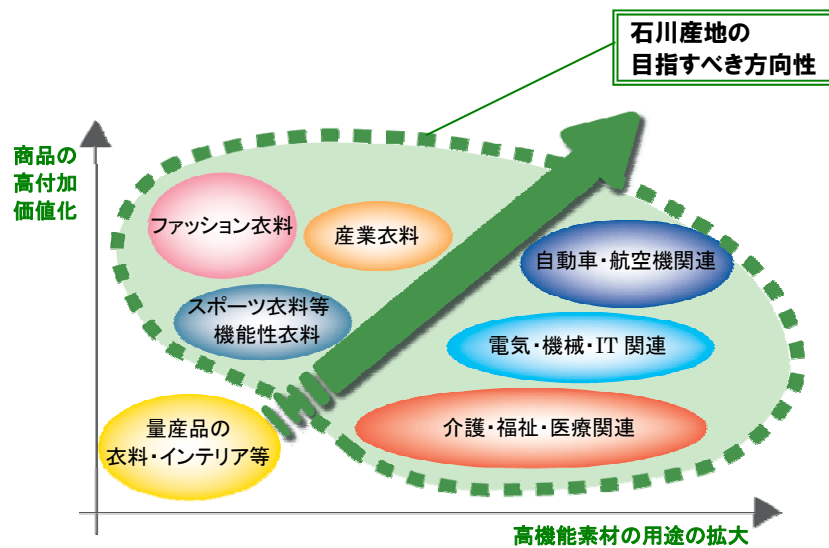 石川産地の
目指すべき方向性
商品の
高付加
価値化
ファッション衣料
産業衣料
自動車・航空機関連
スポーツ衣料等
機能性衣料
電気・機械・IT 関連
量産品の
衣料・インテリア等
介護・福祉・医療関連
高機能素材の用途の拡大